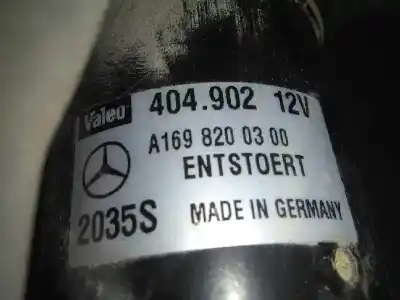 Valeo 404.902 12V
A169 820 03 00
ENTSTOERT
2035S MADE IN GERMANY